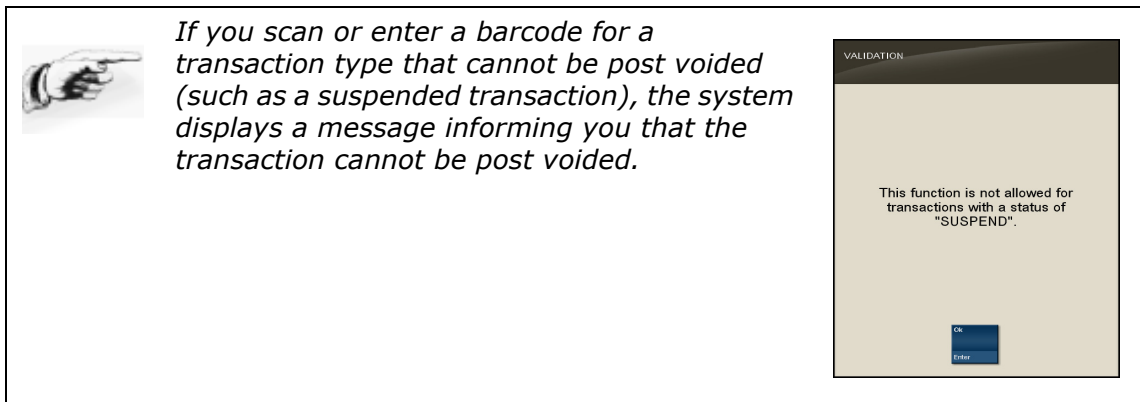 If you scan or enter a barcode for a
transaction type that cannot be post voided
(such as a suspended transaction), the system
displays a message informing you that the
transaction cannot be post voided.
VALIDATION
This function is not allowed for
transactions with a status of
"SUSPEND".
Ok
Enter